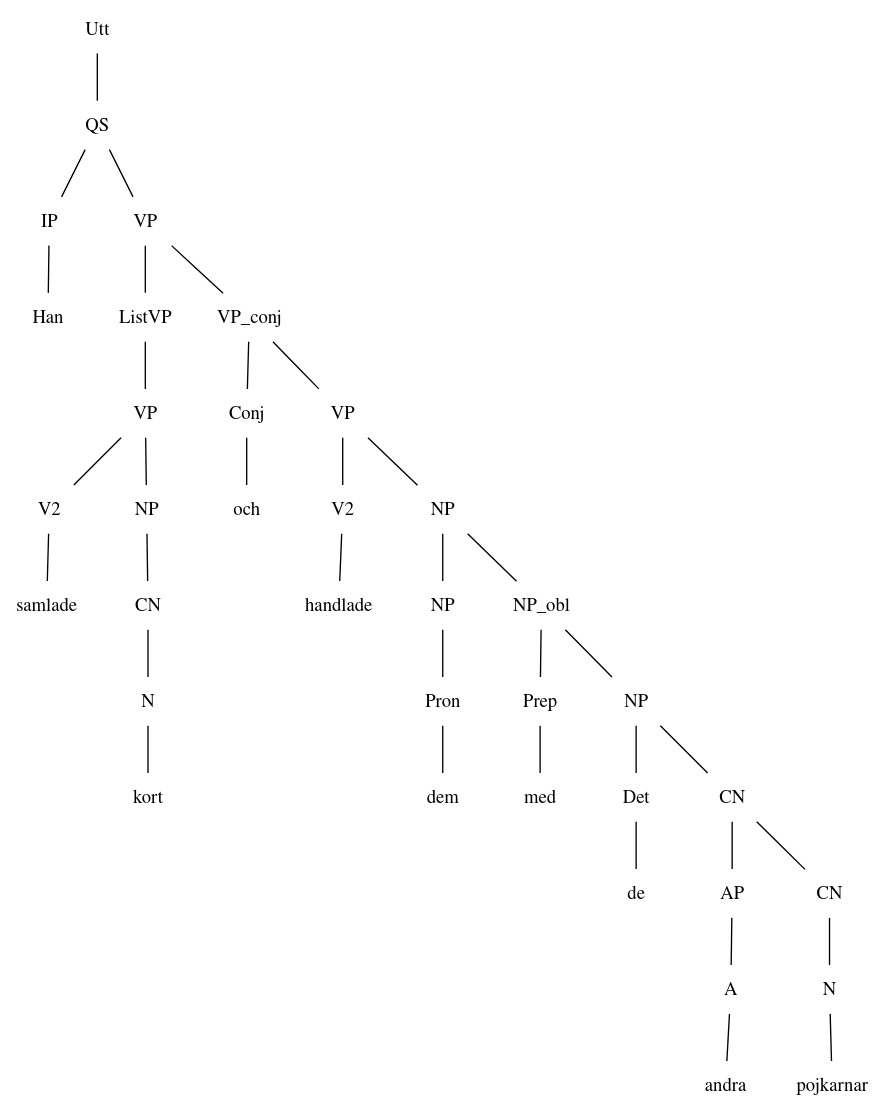 Utt
QS
IP VP
Han ListVP VP_conj
VP Conj VP
V2 NP och V2 NP
samlade CN handlade NP NP_obl
N Pron Prep NP
kort dem med Det CN
de AP CN
A N
andra pojkarnar